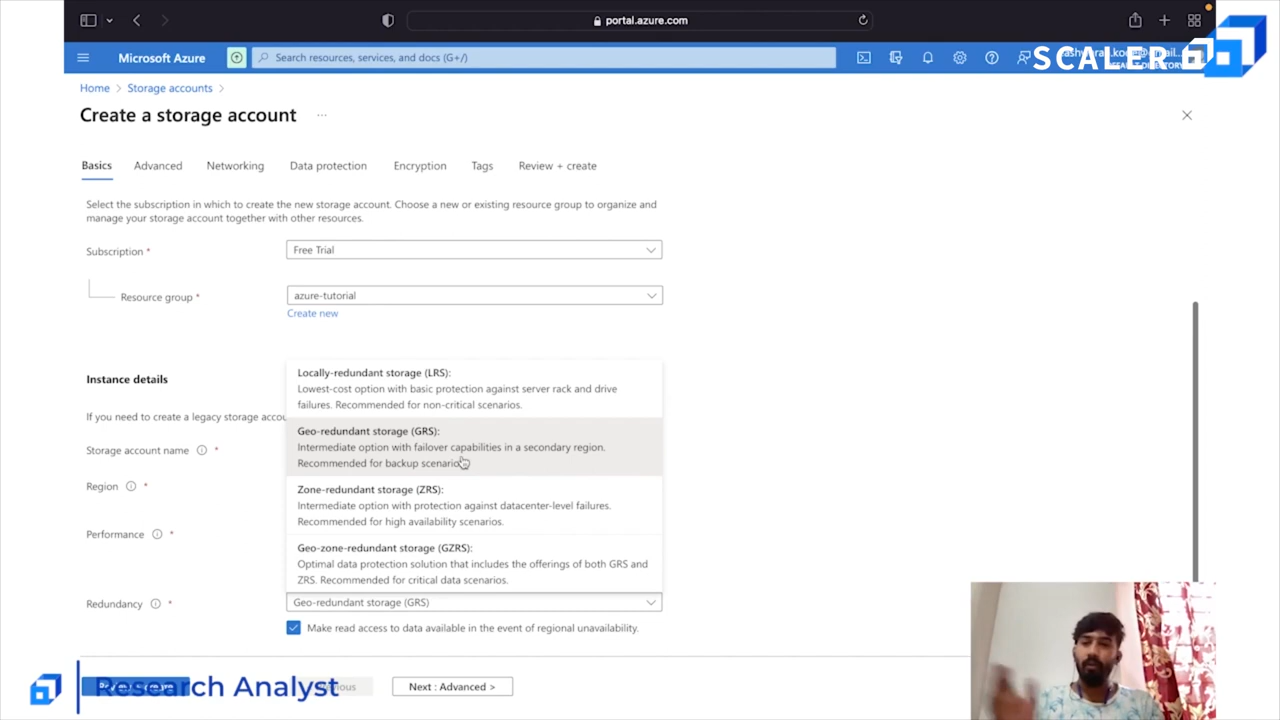 portal.azure.com
Microsoft Azure
Search resources, services, and docs (G+/)
SCALER
Home > Storage accounts >
Create a storage account ...
Basics Advanced Networking Data protection Encryption Tags Review + create
Select the subscription in which to create the new storage account. Choose a new or existing resource group to organize and
manage your storage account together with other resources.
Subscription *
Free Trial
Resource group *
azure-tutorial
Create new
Instance details
If you need to create a legacy storage
Storage account name *
Region *
Performance *
Locally-redundant storage (LRS):
Lowest-cost option with basic protection against server rack and drive
failures. Recommended for non-critical scenarios.
Geo-redundant storage (GRS):
Intermediate option with failover capabilities in a secondary region.
Recommended for backup scenario
Zone-redundant storage (ZRS):
Intermediate option with protection against datacenter-level failures.
Recommended for high availability scenarios.
Geo-zone-redundant storage (GZRS):
Optimal data protection solution that includes the offerings of both GRS and
ZRS. Recommended for critical data scenarios.
Redundancy *
Geo-redundant storage (GRS)
Make read access to data available in the event of regional unavailability.
Research Analyst
Next : Advanced >